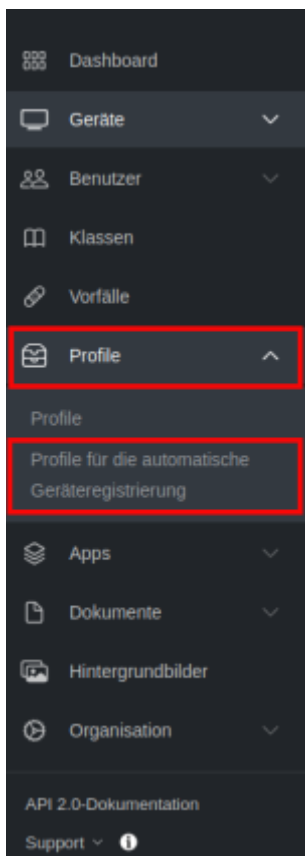 Dashboard
Geräte
Benutzer
Klassen
Vorfälle
Profile
Profile
Profile für die automatische
Geräteregistrierung
Apps
Dokumente
Hintergrundbilder
Organisation
API 2.0-Dokumentation
Support